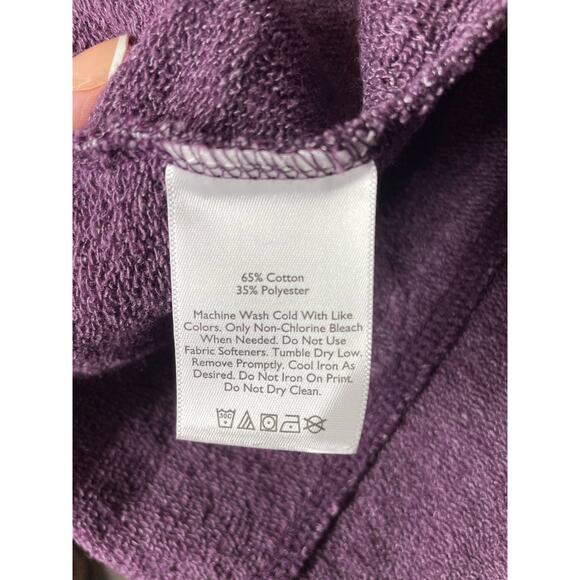 65% Cotton
35% Polyester
Machine Wash Cold With Like
Colors. Only Non-Chlorine Bleach
When Needed. Do Not Use
Fabric Softeners. Tumble Dry Low.
Remove Promptly. Cool Iron As
Desired. Do Not Iron On Print.
Do Not Dry Clean.
30C